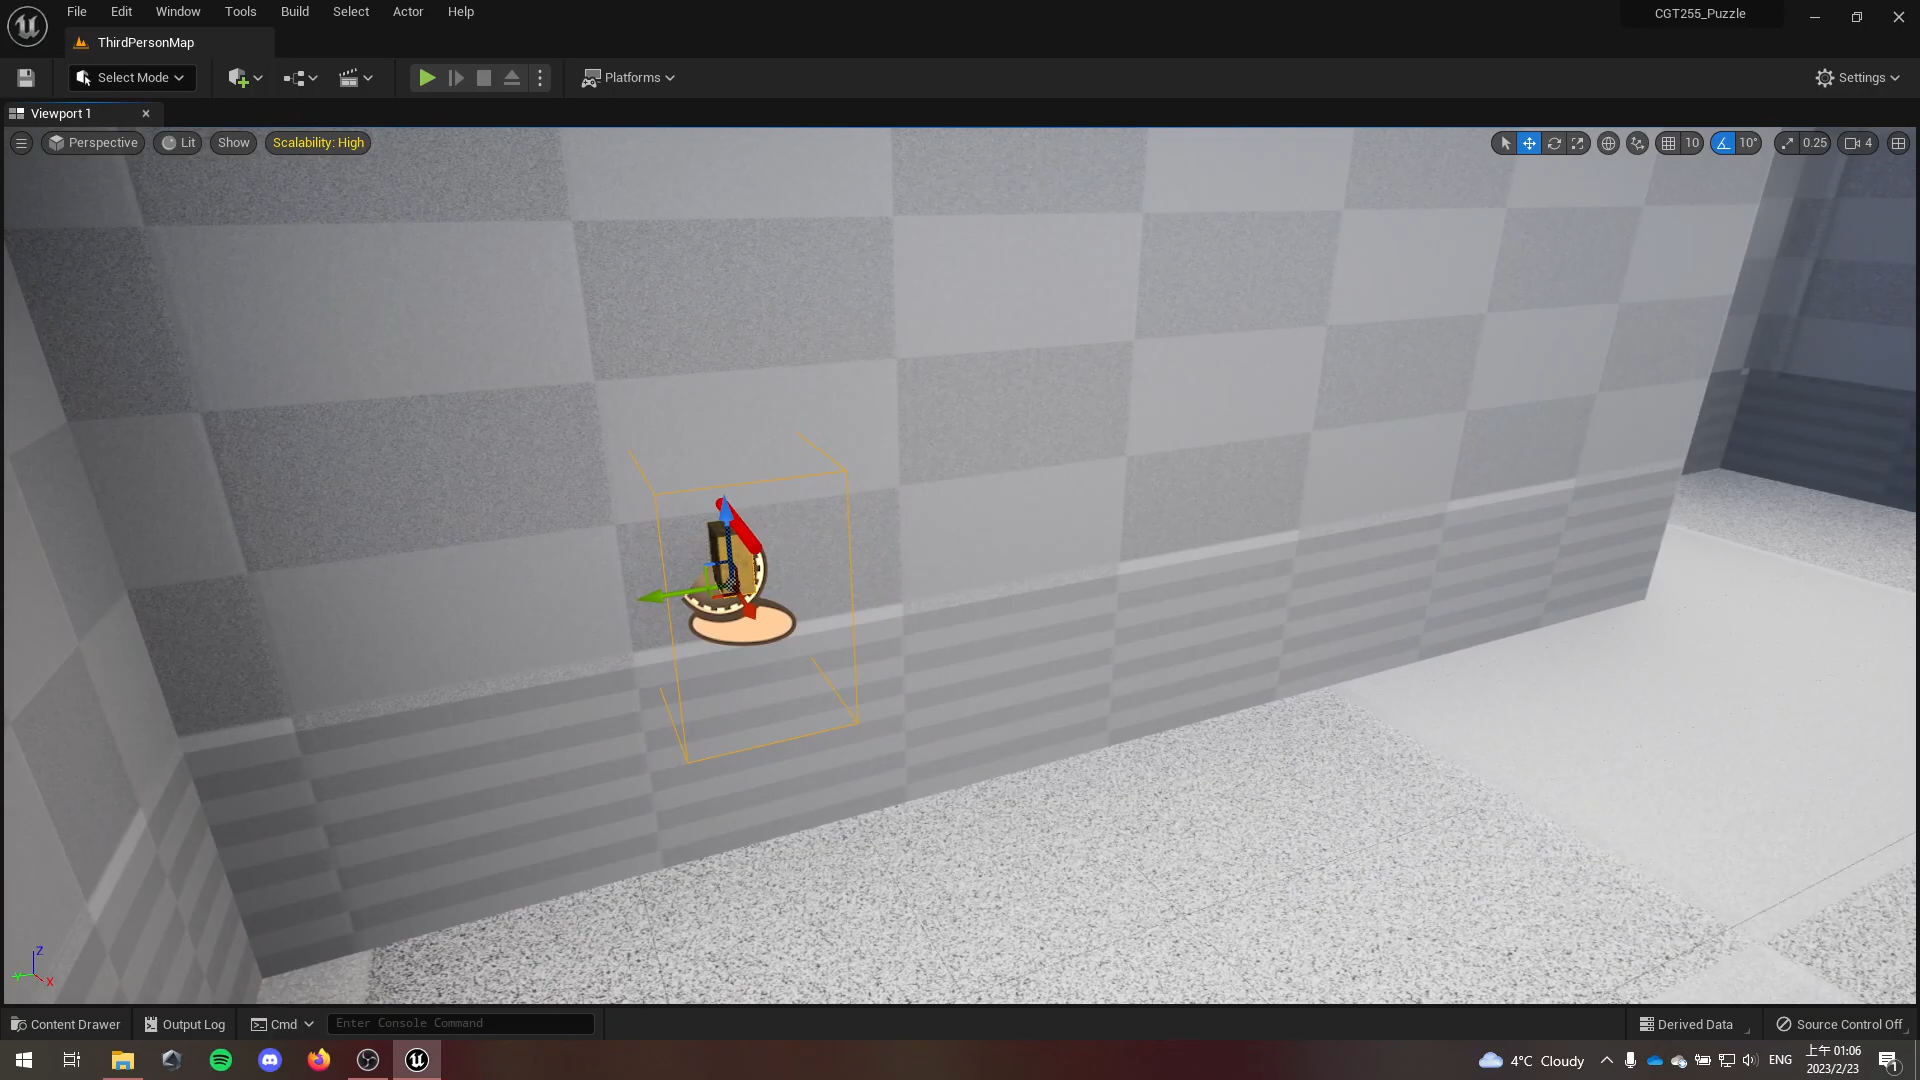 File Edit Window Tools Build Select Actor Help
CGT255_Puzzle
ThirdPersonMap
Select Mode
Platforms
Settings
Viewport 1
Perspective Lit Show Scalability: High
10 10° 0.25 4
Z
Y
X
Content Drawer Output Log Cmd Enter Console Command
Derived Data Source Control Off
4°C Cloudy
ENG
上午 01:06
2023/2/23
1